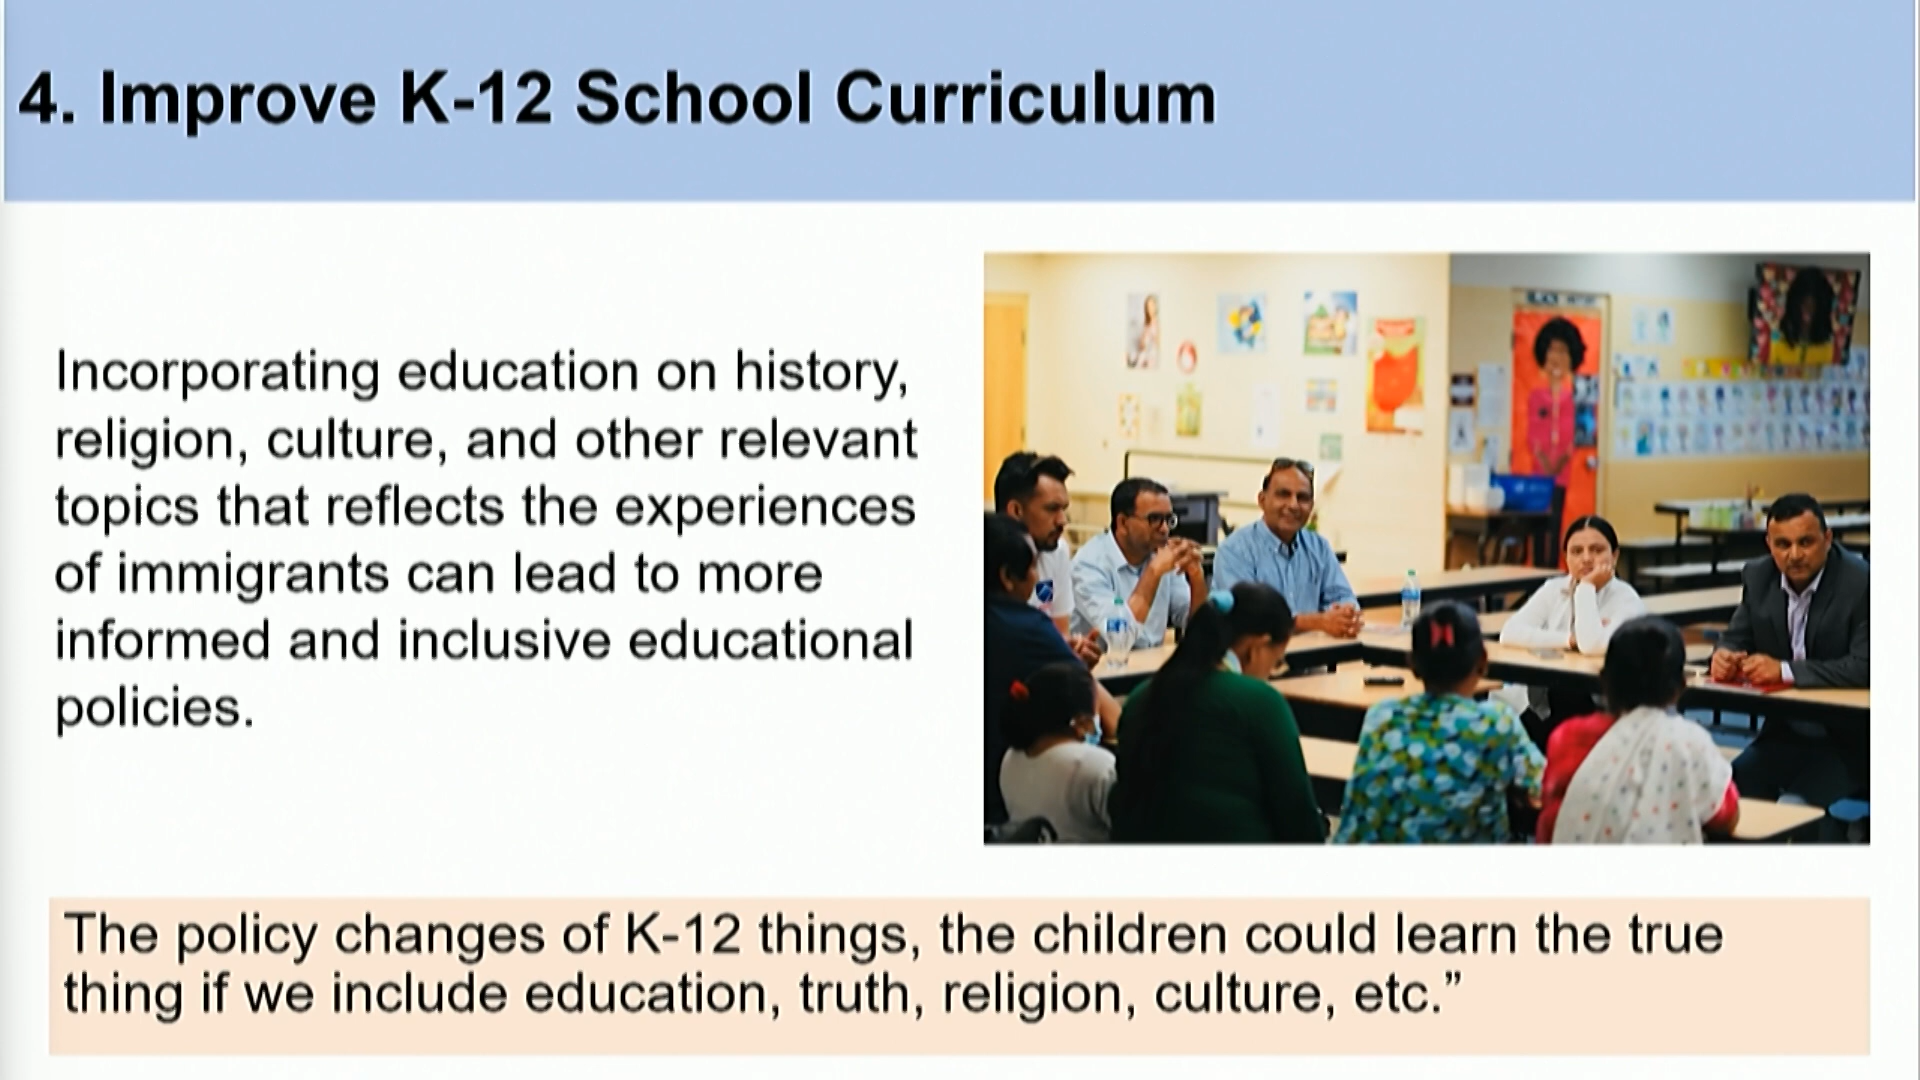 4. Improve K-12 School Curriculum
Incorporating education on history,
religion, culture, and other relevant
topics that reflects the experiences
of immigrants can lead to more
informed and inclusive educational
policies.
The policy changes of K-12 things, the children could learn the true
thing if we include education, truth, religion, culture, etc.”